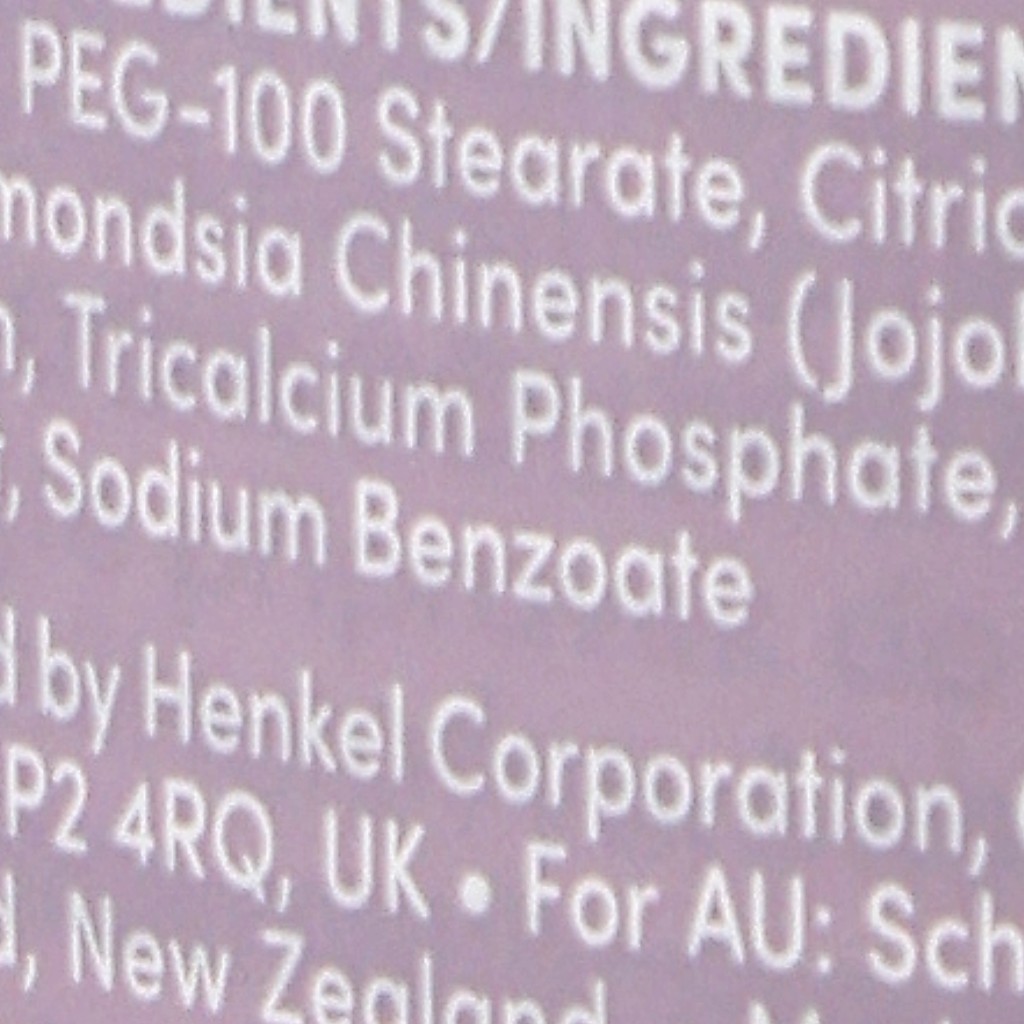 DIENTS/INGREDIEN
PEG-100 Stearate, Citric
mondsia Chinensis (Jojo
, Tricalcium Phosphate,
, Sodium Benzoate
d by Henkel Corporation,
P2 4RQ, UK • For AU: Sch
d, New Zealand